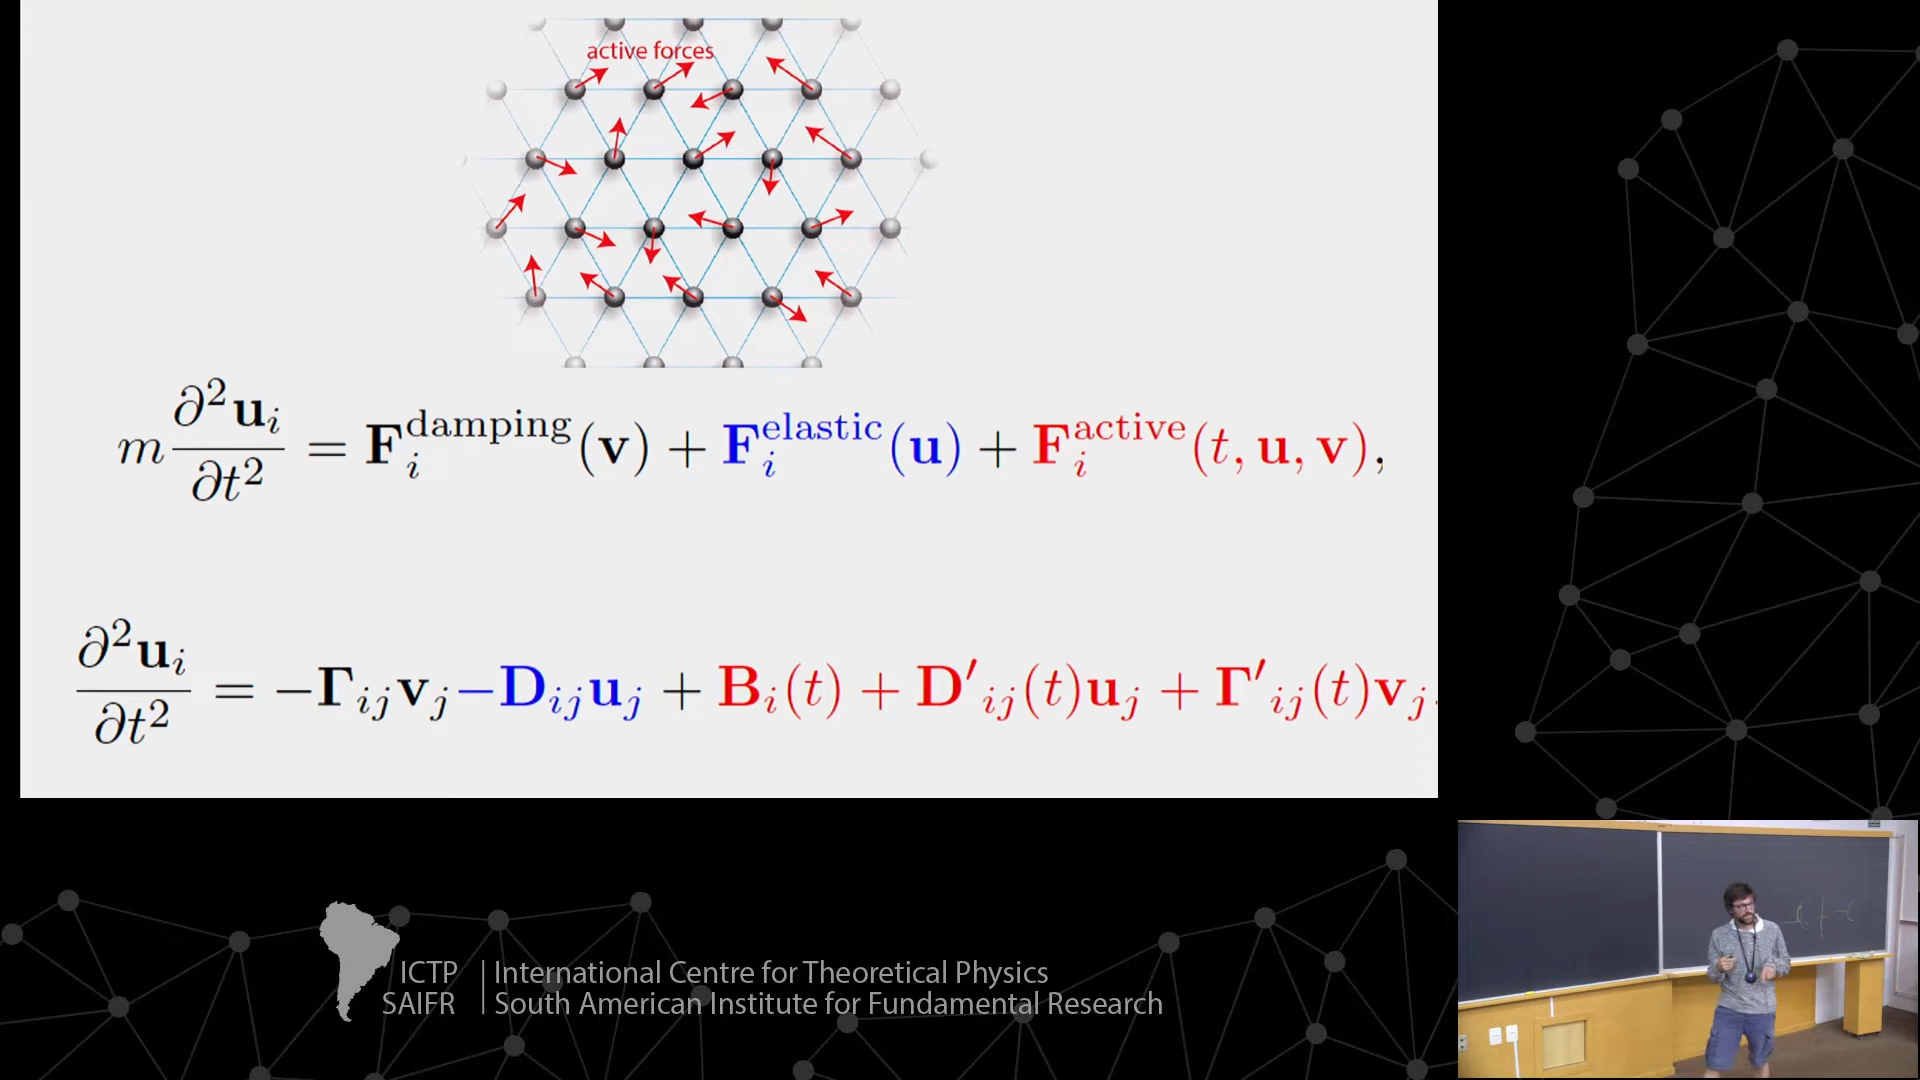 active forces
m ∂²u_i/∂t² = F_i^damping(v) + F_i^elastic(u) + F_i^active(t, u, v),
∂²u_i/∂t² = −Γ_ij v_j −D_ij u_j + B_i(t) + D′_ij(t)u_j + Γ′_ij(t)v_j.
ICTP | International Centre for Theoretical Physics
SAIFR | South American Institute for Fundamental Research